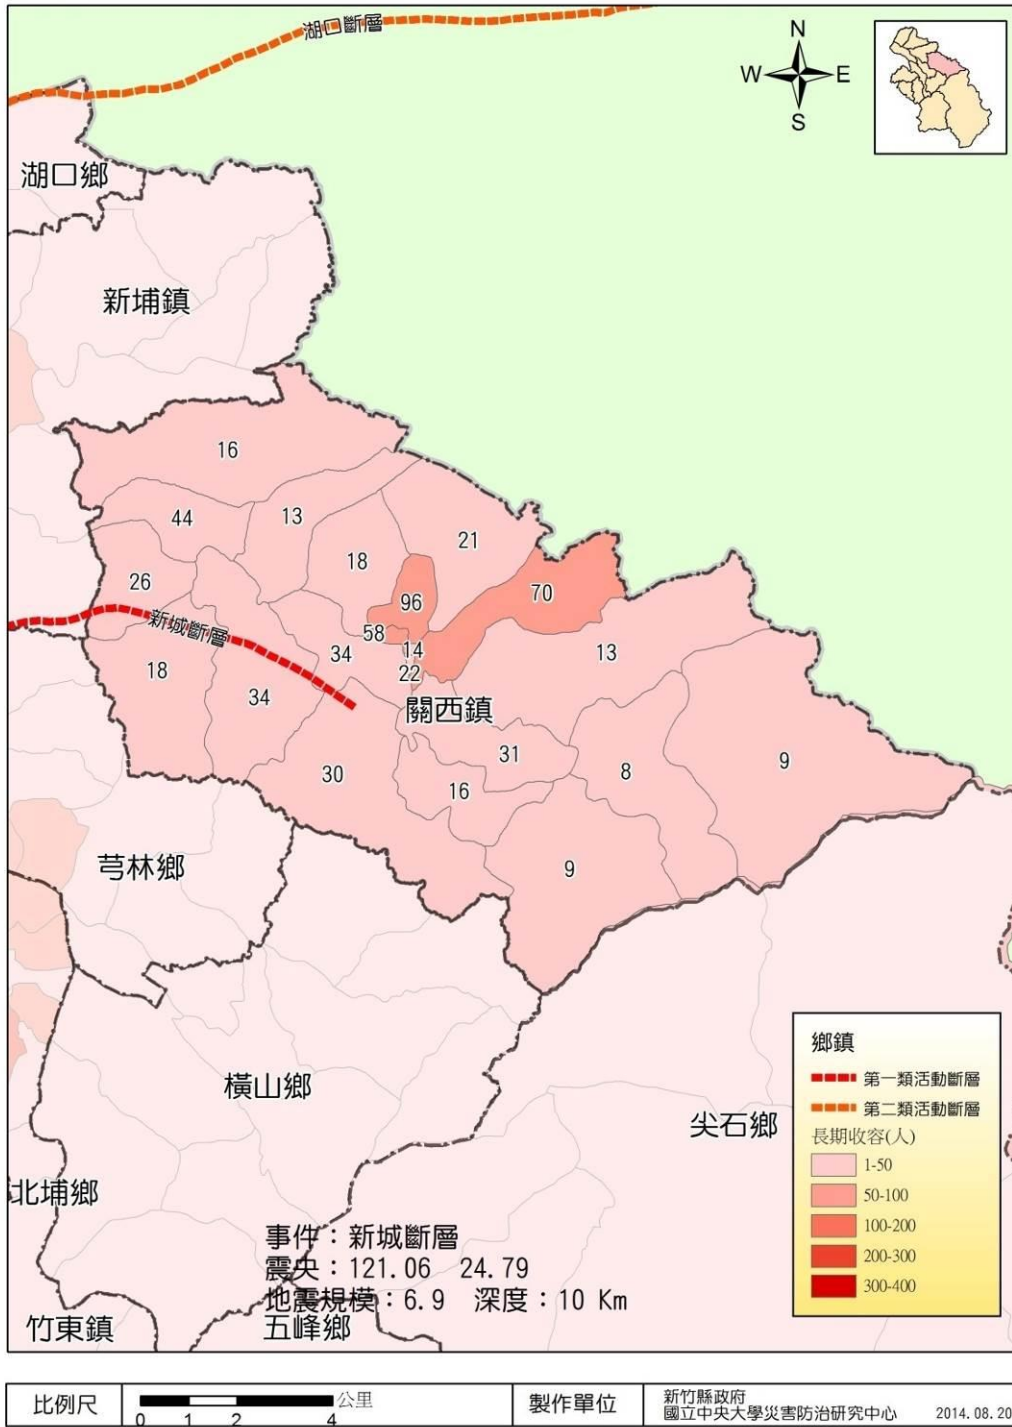 湖口斷層
N
W E
S
湖口鄉
新埔鎮
16
44
13
21
18
26
96
70
新城斷層
58
34
14
13
18
22
34
關西鎮
31
30
8
9
16
芎林鄉
9
橫山鄉
尖石鄉
北埔鄉
竹東鎮
五峰鄉
事件：新城斷層
震央：121.06 24.79
地震規模：6.9 深度：10 Km
鄉鎮
第一類活動斷層
第二類活動斷層
長期收容(人)
1-50
50-100
100-200
200-300
300-400
比例尺
公里
0 1 2 4
製作單位
新竹縣政府
國立中央大學災害防治研究中心
2014.08.20